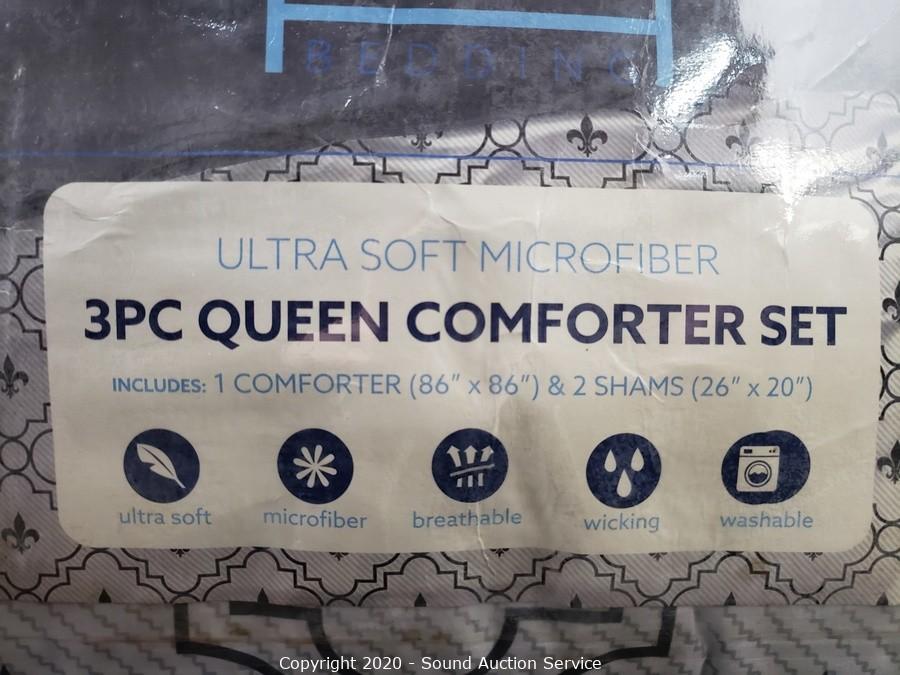 BEDDING
ULTRA SOFT MICROFIBER
3PC QUEEN COMFORTER SET
INCLUDES: 1 COMFORTER (86" x 86") & 2 SHAMS (26" x 20")
ultra soft microfiber breathable wicking washable
Copyright 2020 - Sound Auction Service